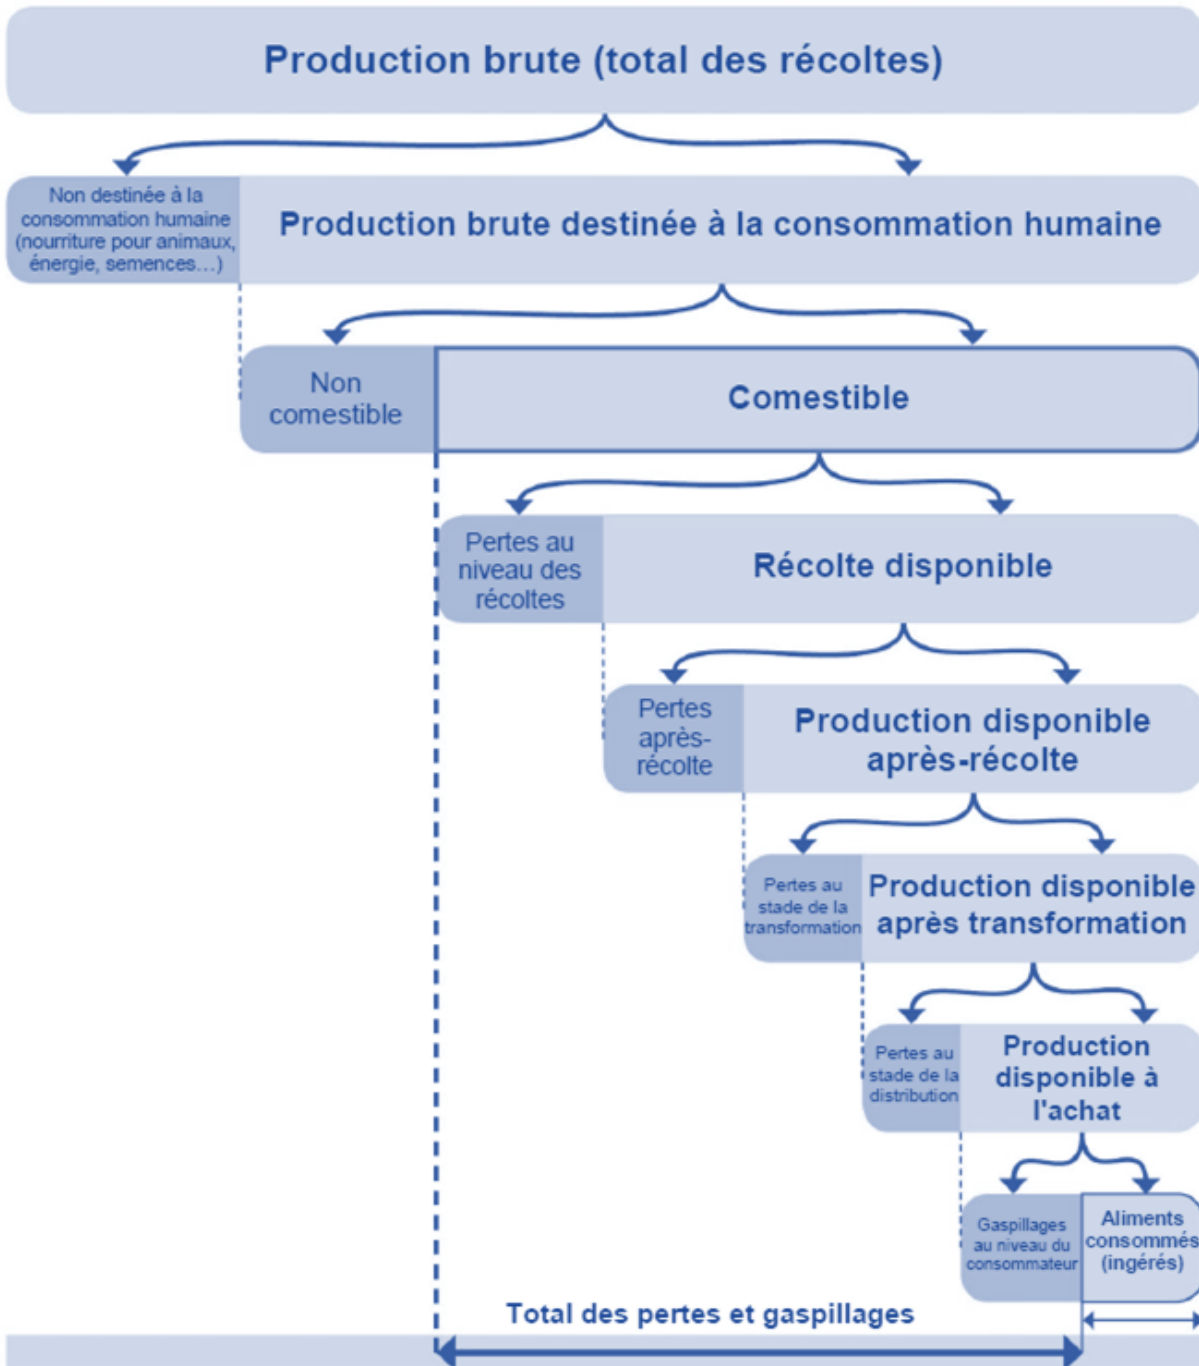 Production brute (total des récoltes)
Non destinée à la
consommation humaine
(nourriture pour animaux,
énergie, semences…)
Production brute destinée à la consommation humaine
Non
comestible
Comestible
Pertes au
niveau des
récoltes
Récolte disponible
Pertes
après-
récolte
Production disponible
après-récolte
Pertes au
stade de la
transformation
Production disponible
après transformation
Pertes au
stade de la
distribution
Production
disponible à
l'achat
Gaspillages
au niveau du
consommateur
Aliments
consommés
(ingérés)
Total des pertes et gaspillages